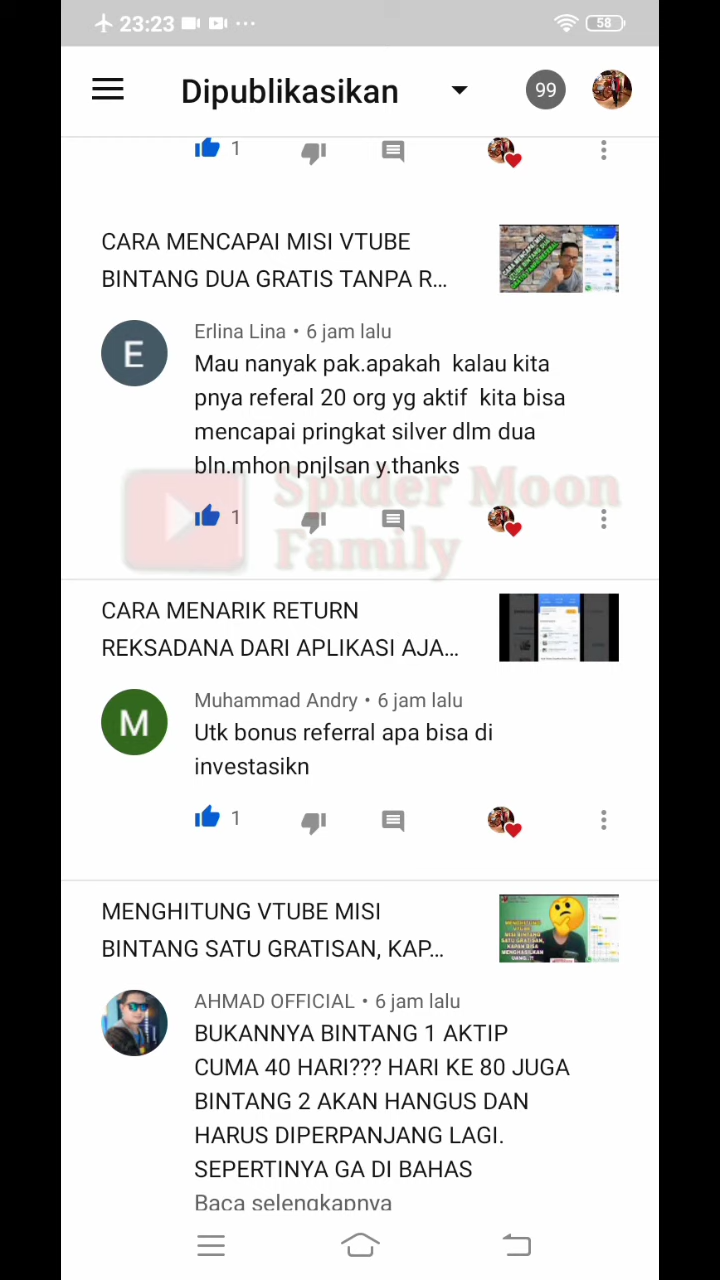 23:23
58
Dipublikasikan
99
1
CARA MENCAPAI MISI VTUBE
BINTANG DUA GRATIS TANPA R...
Erlina Lina • 6 jam lalu
E
Mau nanyak pak.apakah kalau kita
pnya referal 20 org yg aktif kita bisa
mencapai pringkat silver dlm dua
bln.mhon pnjlsan y.thanks
Spider Moon
Family
1
CARA MENARIK RETURN
REKSADANA DARI APLIKASI AJA...
Muhammad Andry • 6 jam lalu
M
Utk bonus referral apa bisa di
investasikn
1
MENGHITUNG VTUBE MISI
BINTANG SATU GRATISAN, KAP...
AHMAD OFFICIAL • 6 jam lalu
BUKANNYA BINTANG 1 AKTIP
CUMA 40 HARI??? HARI KE 80 JUGA
BINTANG 2 AKAN HANGUS DAN
HARUS DIPERPANJANG LAGI.
SEPERTINYA GA DI BAHAS
Baca selengkapnya